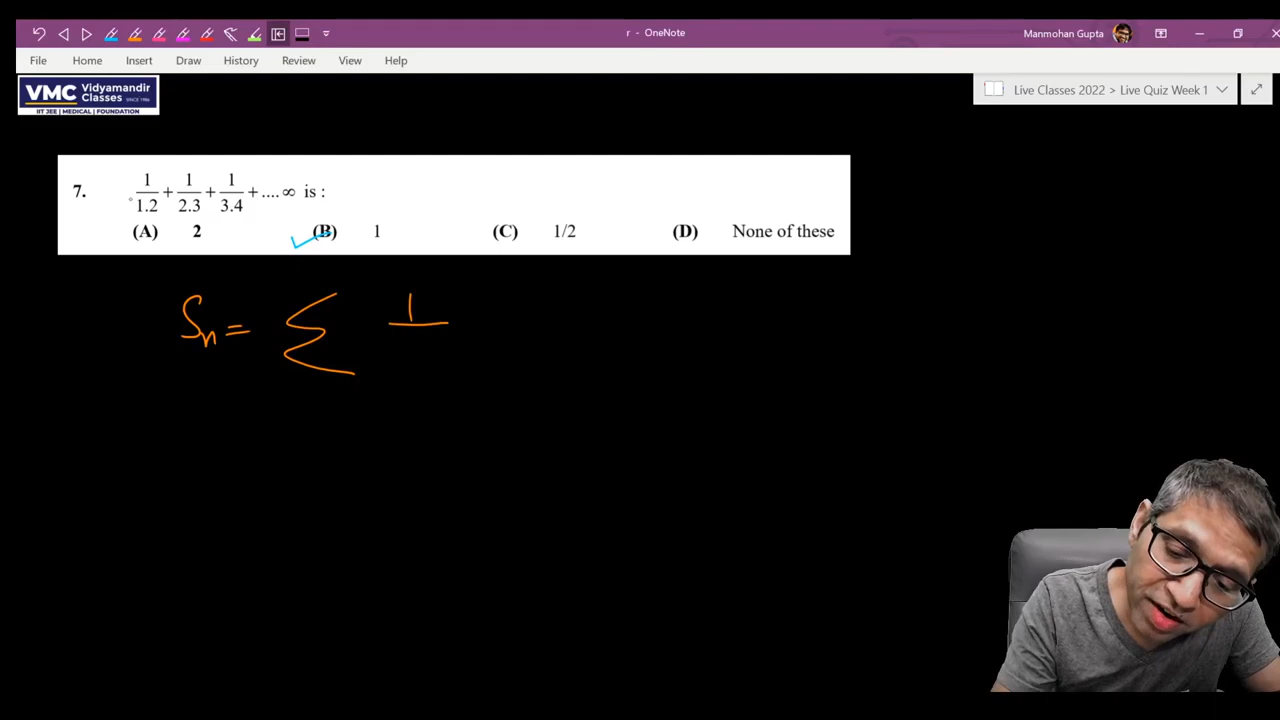 r - OneNote
Manmohan Gupta
File Home Insert Draw History Review View Help
VMC Vidyamandir Classes SINCE 1986
IIT JEE | MEDICAL | FOUNDATION
Live Classes 2022 > Live Quiz Week 1
7. 1/1.2 + 1/2.3 + 1/3.4 + .... ∞ is :
(A) 2 (B) 1 (C) 1/2 (D) None of these
Sn = Σ 1/